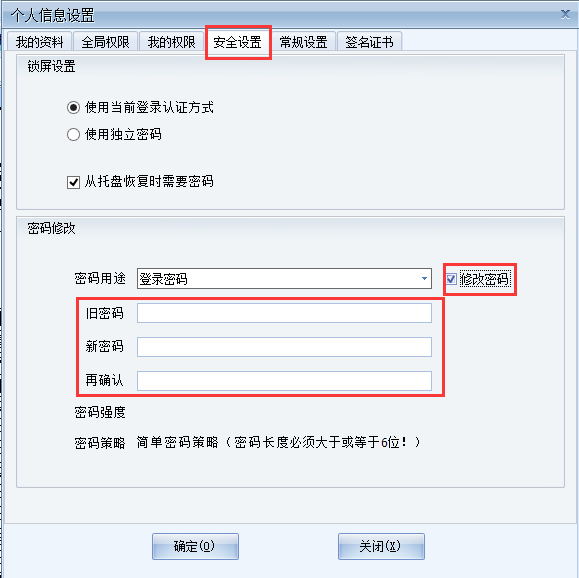 个人信息设置
我的资料 全局权限 我的权限 安全设置 常规设置 签名证书
锁屏设置
使用当前登录认证方式
使用独立密码
从托盘恢复时需要密码
密码修改
密码用途 登录密码 修改密码
旧密码
新密码
再确认
密码强度
密码策略 简单密码策略（密码长度必须大于或等于6位！）
确定(O) 关闭(X)